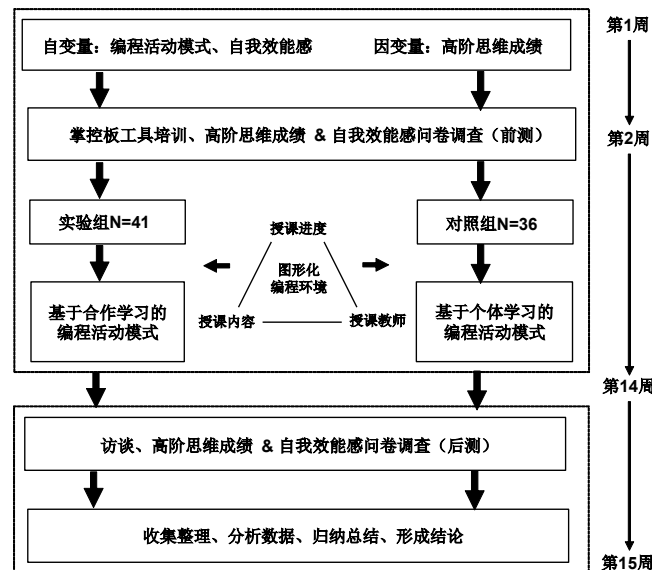 自变量：编程活动模式、自我效能感
因变量：高阶思维成绩
第1周
掌控板工具培训、高阶思维成绩 & 自我效能感问卷调查（前测）
第2周
实验组N=41
对照组N=36
授课进度
图形化
编程环境
授课内容
授课教师
基于合作学习的
编程活动模式
基于个体学习的
编程活动模式
第14周
访谈、高阶思维成绩 & 自我效能感问卷调查（后测）
收集整理、分析数据、归纳总结、形成结论
第15周